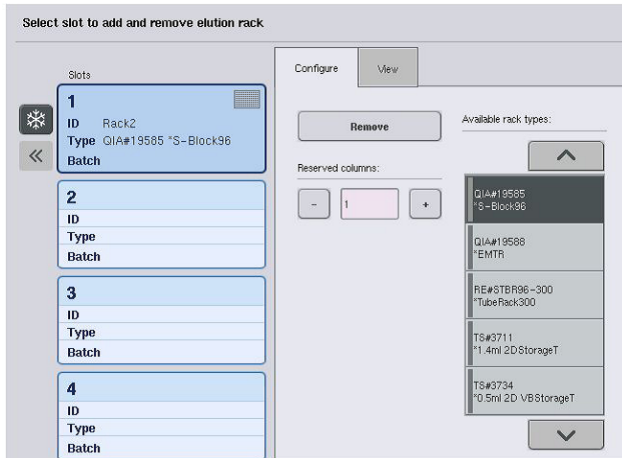 Select slot to add and remove elution rack
Slots
1
ID Rack2
Type QIA#19585 *S-Block96
Batch
2
ID
Type
Batch
3
ID
Type
Batch
4
ID
Type
Batch
Configure View
Remove
Reserved columns:
- 1 +
Available rack types:
QIA#19585
*S-Block96
QIA#19588
*EMTR
RE#STBR96-300
*TubeRack300
TS#3711
*1.4ml 2DStorageT
TS#3734
*0.5ml 2D VBStorageT